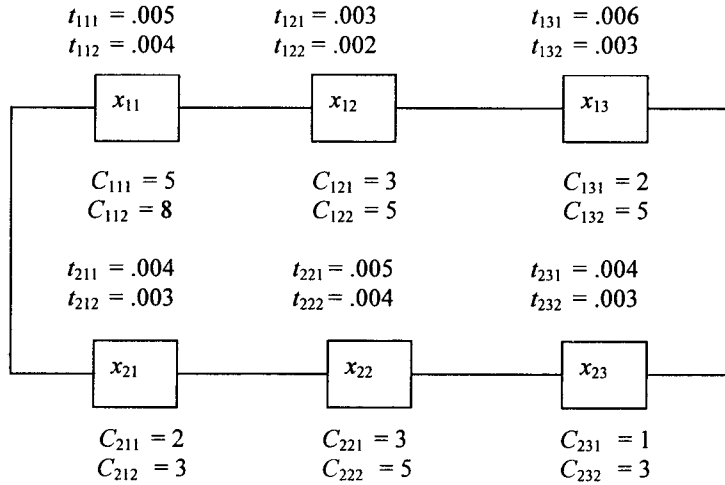 t₁₁₁ = .005 t₁₂₁ = .003 t₁₃₁ = .006
t₁₁₂ = .004 t₁₂₂ = .002 t₁₃₂ = .003
x₁₁ x₁₂ x₁₃
C₁₁₁ = 5 C₁₂₁ = 3 C₁₃₁ = 2
C₁₁₂ = 8 C₁₂₂ = 5 C₁₃₂ = 5
t₂₁₁ = .004 t₂₂₁ = .005 t₂₃₁ = .004
t₂₁₂ = .003 t₂₂₂ = .004 t₂₃₂ = .003
x₂₁ x₂₂ x₂₃
C₂₁₁ = 2 C₂₂₁ = 3 C₂₃₁ = 1
C₂₁₂ = 3 C₂₂₂ = 5 C₂₃₂ = 3